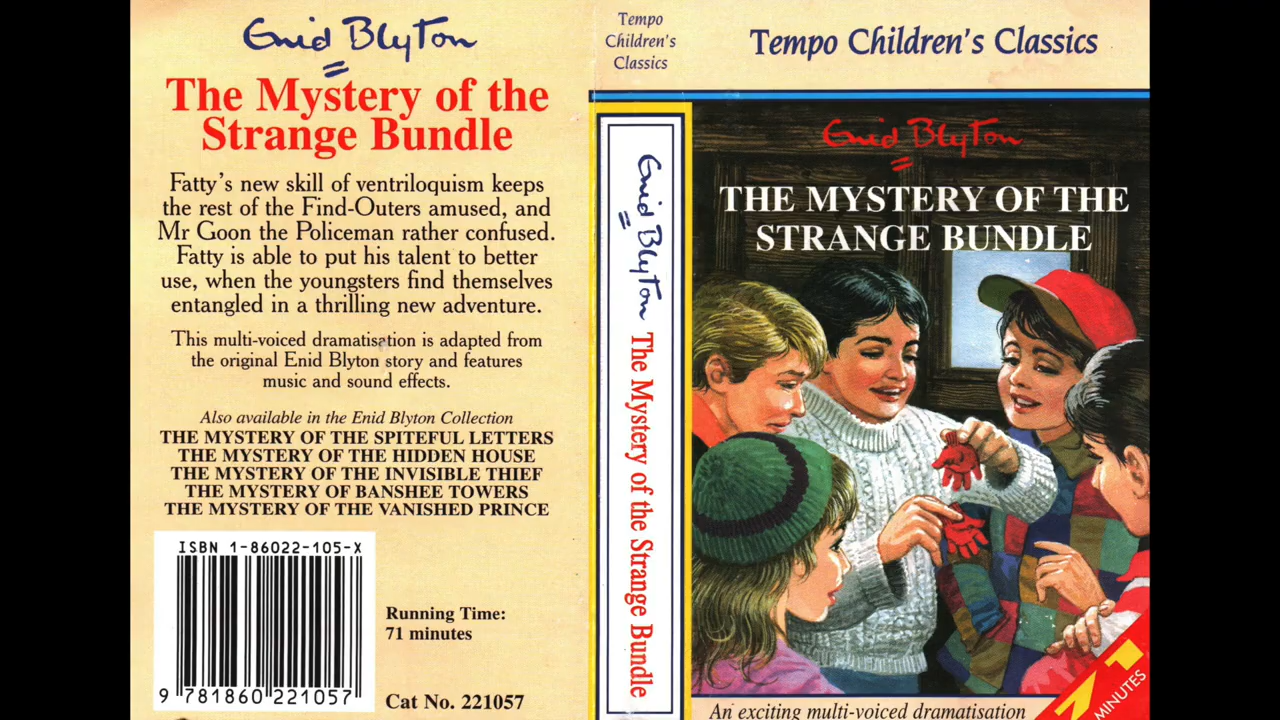 Enid Blyton
The Mystery of the
Strange Bundle
Fatty's new skill of ventriloquism keeps
the rest of the Find-Outers amused, and
Mr Goon the Policeman rather confused.
Fatty is able to put his talent to better
use, when the youngsters find themselves
entangled in a thrilling new adventure.
This multi-voiced dramatisation is adapted from
the original Enid Blyton story and features
music and sound effects.
Also available in the Enid Blyton Collection
THE MYSTERY OF THE SPITEFUL LETTERS
THE MYSTERY OF THE HIDDEN HOUSE
THE MYSTERY OF THE INVISIBLE THIEF
THE MYSTERY OF BANSHEE TOWERS
THE MYSTERY OF THE VANISHED PRINCE
ISBN 1-86022-105-X
9 781860 221057
Running Time:
71 minutes
Cat No. 221057
Tempo
Children's
Classics
Enid Blyton The Mystery of the Strange Bundle
Tempo Children's Classics
Enid Blyton
THE MYSTERY OF THE
STRANGE BUNDLE
71
MINUTES
An exciting multi-voiced dramatisation